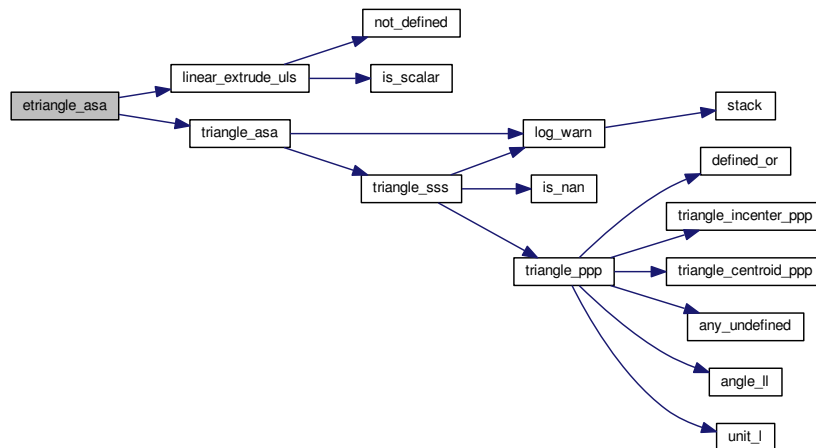 not_defined
linear_extrude_uls
is_scalar
etriangle_asa
stack
triangle_asa
log_warn
defined_or
triangle_sss
is_nan
triangle_incenter_ppp
triangle_ppp
triangle_centroid_ppp
any_undefined
angle_ll
unit_l